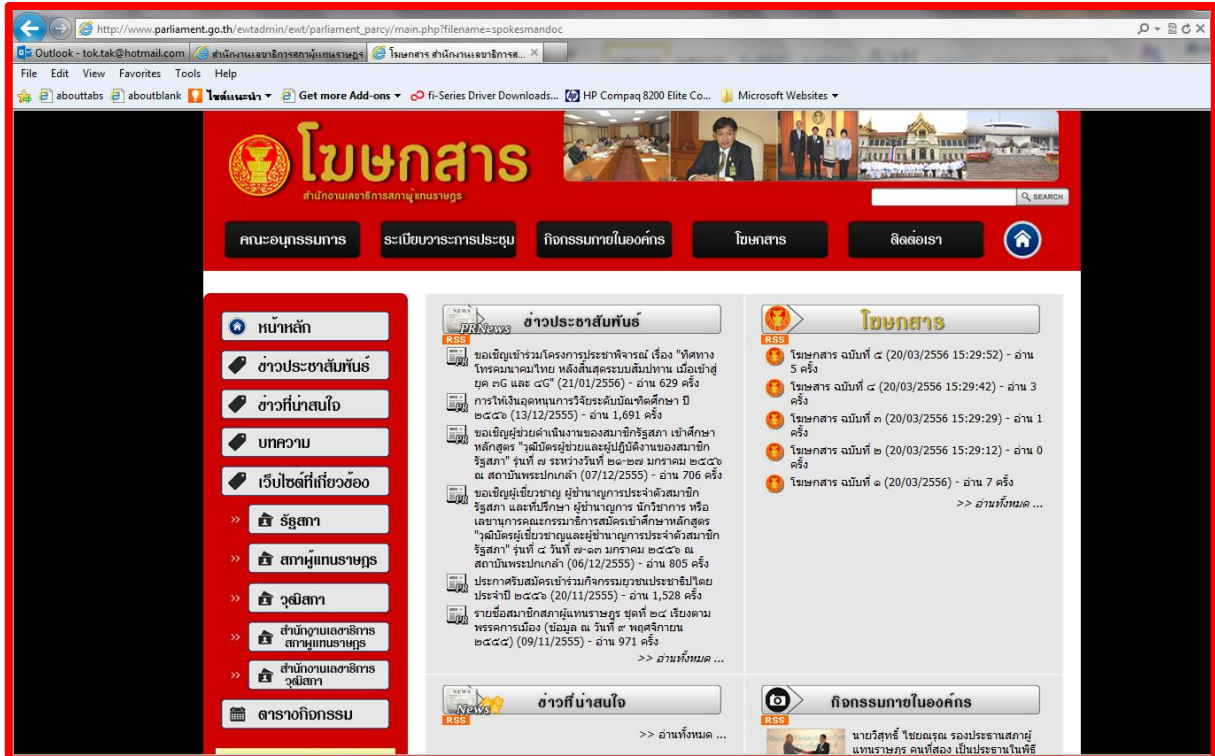 http://www.parliament.go.th/ewtadmin/ewt/parliament_parcy/main.php?filename=spokesmandoc
Outlook - tok.tak@hotmail.com
สำนักงานเลขาธิการสภาผู้แทนราษฎร
โฆษกสาร สำนักงานเลขาธิการส...
File Edit View Favorites Tools Help
abouttabs aboutblank ไซต์แนะนำ Get more Add-ons fi-Series Driver Downloads... HP Compaq 8200 Elite Co... Microsoft Websites
โฆษกสาร
สำนักงานเลขาธิการสภาผู้แทนราษฎร
SEARCH
คณะอนุกรรมการ ระเบียบวาระการประชุม กิจกรรมภายในองค์กร โฆษกสาร ติดต่อเรา
หน้าหลัก
ข่าวประชาสัมพันธ์
ข่าวที่น่าสนใจ
บทความ
เว็ปไซต์ที่เกี่ยวข้อง
รัฐสภา
สภาผู้แทนราษฎร
วุฒิสภา
สำนักงานเลขาธิการ
สภาผู้แทนราษฎร
สำนักงานเลขาธิการ
วุฒิสภา
ตารางกิจกรรม
NEWS
PRNews
RSS
ข่าวประชาสัมพันธ์
ขอเชิญเข้าร่วมโครงการประชาพิจารณ์ เรื่อง "ทิศทาง
โทรคมนาคมไทย หลังสิ้นสุดระบบสัมปทาน เมื่อเข้าสู่
ยุค ๓G และ ๔G" (21/01/2556) - อ่าน 629 ครั้ง
การให้เงินอุดหนุนการวิจัยระดับบัณฑิตศึกษา ปี
๒๕๕๖ (13/12/2555) - อ่าน 1,691 ครั้ง
ขอเชิญผู้ช่วยดำเนินงานของสมาชิกรัฐสภา เข้าศึกษา
หลักสูตร "วุฒิบัตรผู้ช่วยและผู้ปฏิบัติงานของสมาชิก
รัฐสภา" รุ่นที่ ๗ ระหว่างวันที่ ๒๑-๒๗ มกราคม ๒๕๕๖
ณ สถาบันพระปกเกล้า (07/12/2555) - อ่าน 706 ครั้ง
ขอเชิญผู้เชี่ยวชาญ ผู้ชำนาญการประจำตัวสมาชิก
รัฐสภา และที่ปรึกษา ผู้ชำนาญการ นักวิชาการ หรือ
เลขานุการคณะกรรมาธิการสมัครเข้าศึกษาหลักสูตร
"วุฒิบัตรผู้เชี่ยวชาญและผู้ชำนาญการประจำตัวสมาชิก
รัฐสภา" รุ่นที่ ๔ วันที่ ๗-๑๓ มกราคม ๒๕๕๖ ณ
สถาบันพระปกเกล้า (06/12/2555) - อ่าน 805 ครั้ง
ประกาศรับสมัครเข้าร่วมกิจกรรมยุวชนประชาธิปไตย
ประจำปี ๒๕๕๖ (20/11/2555) - อ่าน 1,528 ครั้ง
รายชื่อสมาชิกสภาผู้แทนราษฎร ชุดที่ ๒๔ เรียงตาม
พรรคการเมือง (ข้อมูล ณ วันที่ ๙ พฤศจิกายน
๒๕๕๕) (09/11/2555) - อ่าน 971 ครั้ง
>> อ่านทั้งหมด ...
โฆษกสาร
RSS
โฆษกสาร ฉบับที่ ๕ (20/03/2556 15:29:52) - อ่าน
5 ครั้ง
โฆษกสาร ฉบับที่ ๔ (20/03/2556 15:29:42) - อ่าน 3
ครั้ง
โฆษกสาร ฉบับที่ ๓ (20/03/2556 15:29:29) - อ่าน 1
ครั้ง
โฆษกสาร ฉบับที่ ๒ (20/03/2556 15:29:12) - อ่าน 0
ครั้ง
โฆษกสาร ฉบับที่ ๑ (20/03/2556) - อ่าน 7 ครั้ง
>> อ่านทั้งหมด ...
NEWS
News
RSS
ข่าวที่น่าสนใจ
>> อ่านทั้งหมด ...
กิจกรรมภายในองค์กร
RSS
นายวิสุทธิ์ ไชยณรุณ รองประธานสภาผู้
แทนราษฎร คนที่สอง เป็นประธานในพิธี